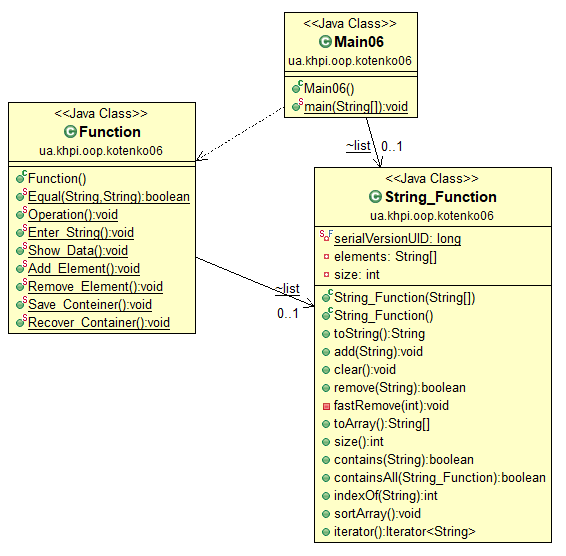 <<Java Class>>
Main06
ua.khpi.oop.kotenko06
Main06()
main(String[]):void
~list
0..1
<<Java Class>>
Function
ua.khpi.oop.kotenko06
Function()
Equal(String,String):boolean
Operation():void
Enter_String():void
Show_Data():void
Add_Element():void
Remove_Element():void
Save_Conteiner():void
Recover_Container():void
~list
0..1
<<Java Class>>
String_Function
ua.khpi.oop.kotenko06
serialVersionUID: long
elements: String[]
size: int
String_Function(String[])
String_Function()
toString():String
add(String):void
clear():void
remove(String):boolean
fastRemove(int):void
toArray():String[]
size():int
contains(String):boolean
containsAll(String_Function):boolean
indexOf(String):int
sortArray():void
iterator():Iterator<String>